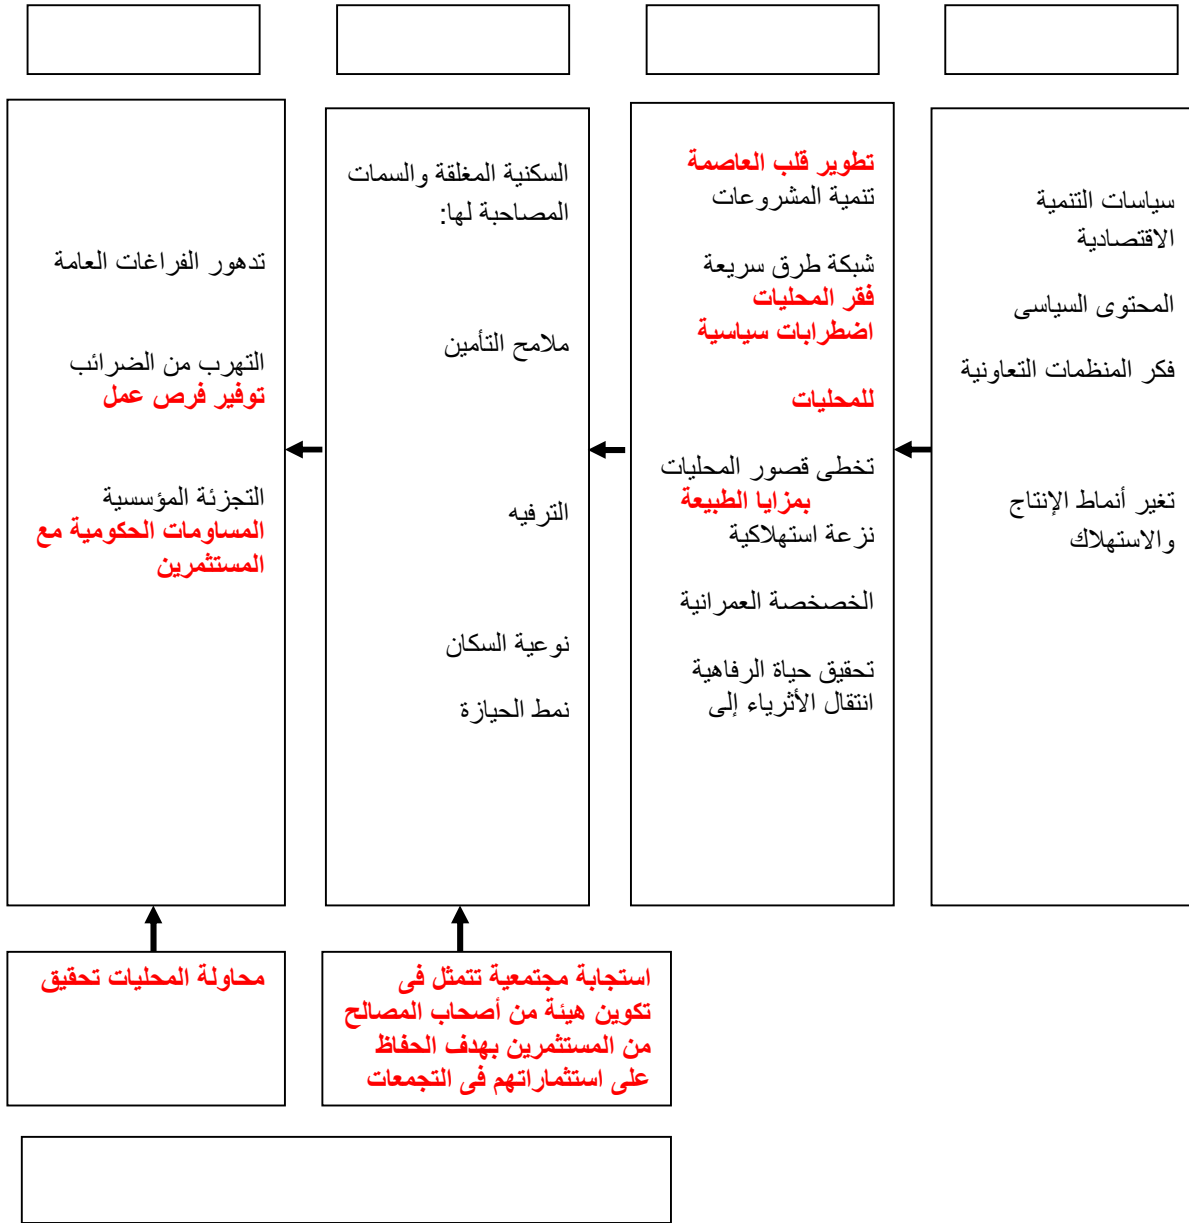 سياسات التنمية
الاقتصادية
المحتوى السياسى
فكر المنظمات التعاونية
تغير أنماط الإنتاج
والاستهلاك
تطوير قلب العاصمة
تنمية المشروعات
شبكة طرق سريعة
فقر المحليات
اضطرابات سياسية
للمحليات
تخطى قصور المحليات
بمزايا الطبيعة
نزعة استهلاكية
الخصخصة العمرانية
تحقيق حياة الرفاهية
انتقال الأثرياء إلى
السكنية المغلقة والسمات
المصاحبة لها:
ملامح التأمين
الترفيه
نوعية السكان
نمط الحيازة
تدهور الفراغات العامة
التهرب من الضرائب
توفير فرص عمل
التجزئة المؤسسية
المساومات الحكومية مع
المستثمرين
استجابة مجتمعية تتمثل فى
تكوين هيئة من أصحاب المصالح
من المستثمرين بهدف الحفاظ
على استثماراتهم فى التجمعات
محاولة المحليات تحقيق